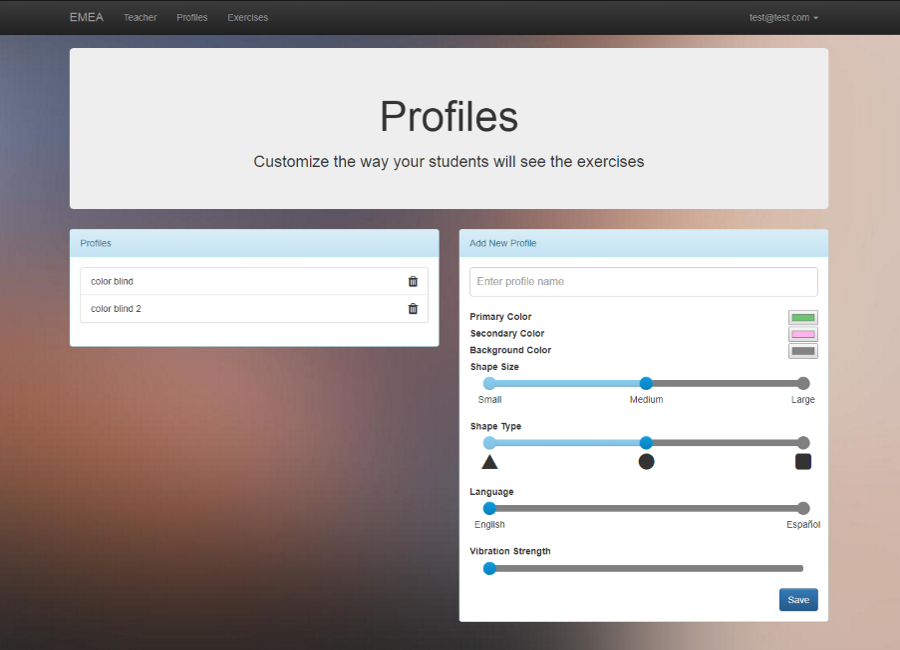 EMEA Teacher Profiles Exercises test@test.com
Profiles
Customize the way your students will see the exercises
Profiles
color blind
color blind 2
Add New Profile
Enter profile name
Primary Color
Secondary Color
Background Color
Shape Size
Small Medium Large
Shape Type
Language
English Español
Vibration Strength
Save